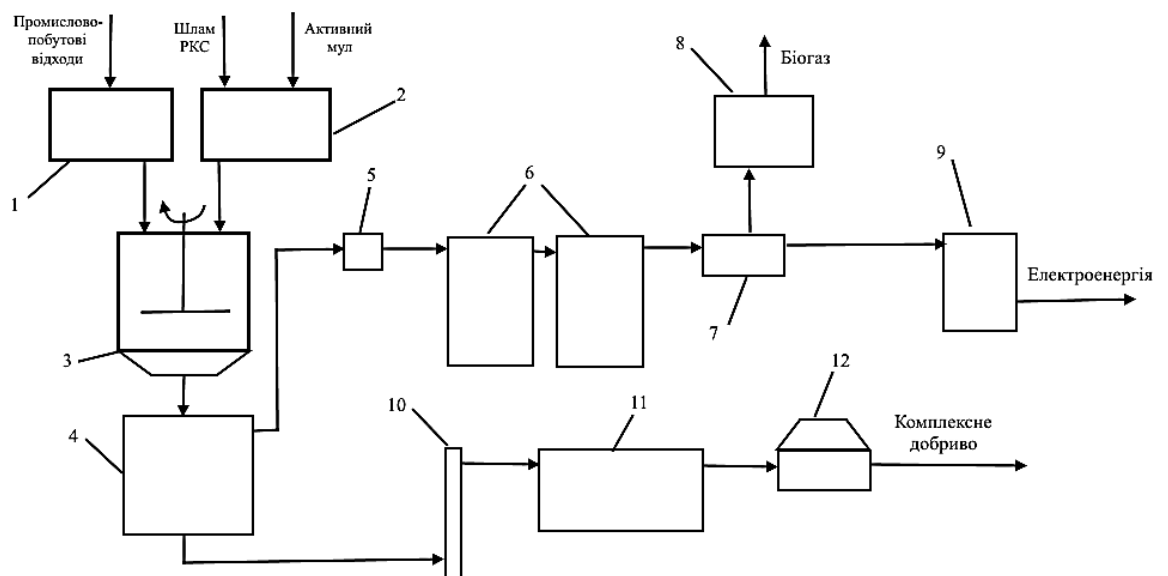 Промислово-
побутові
відходи
Шлам
РКС
Активний
мул
8
Біогаз
2
1
5
6
9
Електроенергія
7
3
4
10
11
12
Комплексне
добриво